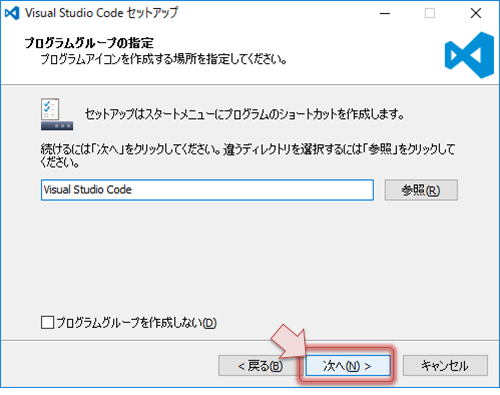 Visual Studio Code セットアップ
プログラムグループの指定
プログラムアイコンを作成する場所を指定してください。
セットアップはスタートメニューにプログラムのショートカットを作成します。
続けるには「次へ」をクリックしてください。違うディレクトリを選択するには「参照」をクリックして
ください。
Visual Studio Code
参照(R)
プログラムグループを作成しない(D)
< 戻る(B)
次へ(N) >
キャンセル